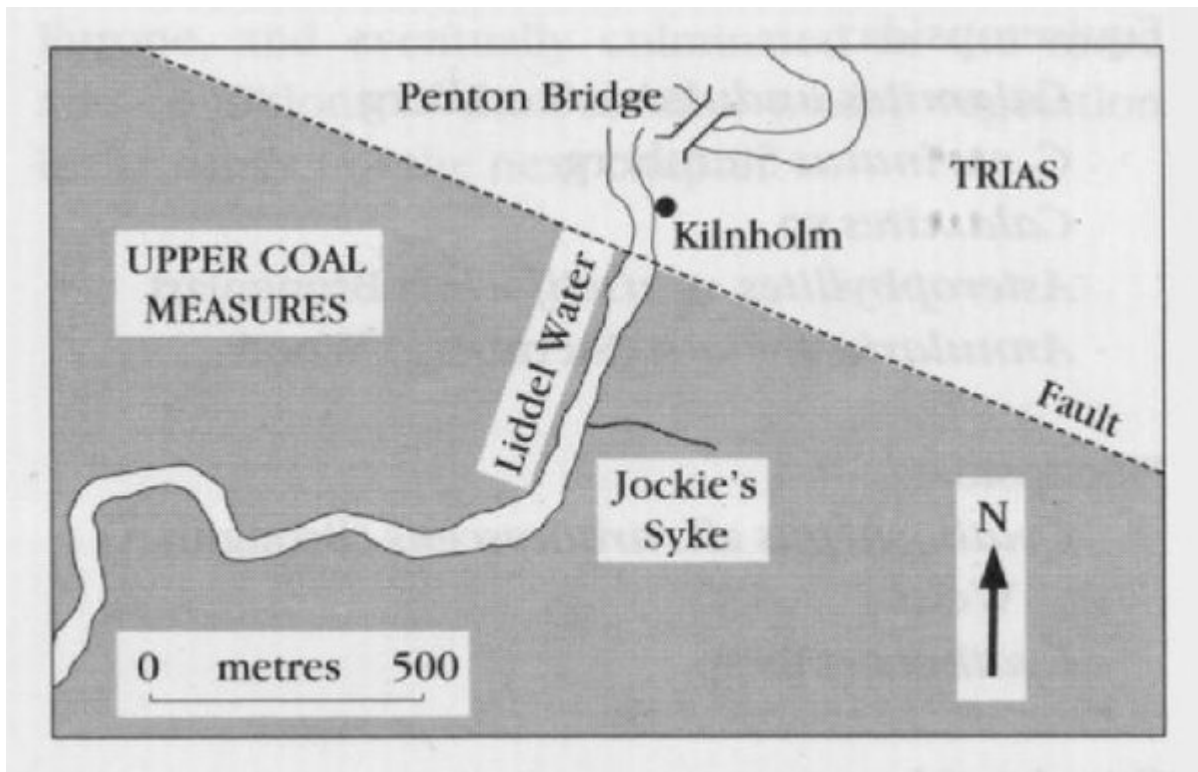 Penton Bridge
TRIAS
Kilnholm
UPPER COAL
MEASURES
Liddel Water
Fault
Jockie's
Syke
N
0 metres 500